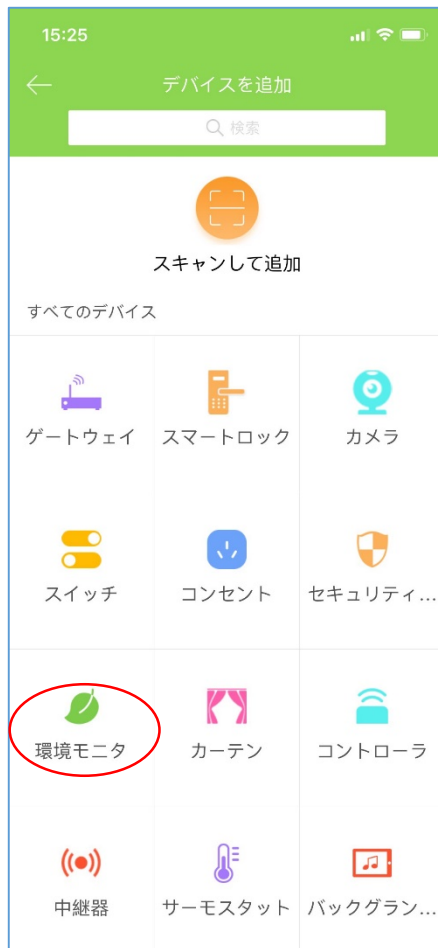 15:25
デバイスを追加
検索
スキャンして追加
すべてのデバイス
ゲートウェイ
スマートロック
カメラ
スイッチ
コンセント
セキュリティ...
環境モニタ
カーテン
コントローラ
中継器
サーモスタット
バックグラン...